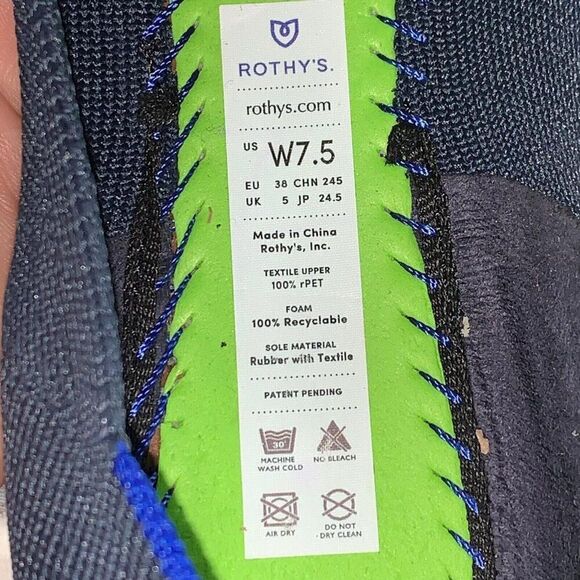 ROTHY'S.
rothys.com
US W7.5
EU 38 CHN 245
UK 5 JP 24.5
Made in China
Rothy's, Inc.
TEXTILE UPPER
100% rPET
FOAM
100% Recyclable
SOLE MATERIAL
Rubber with Textile
PATENT PENDING
30°
MACHINE WASH COLD
NO BLEACH
AIR DRY
DO NOT DRY CLEAN